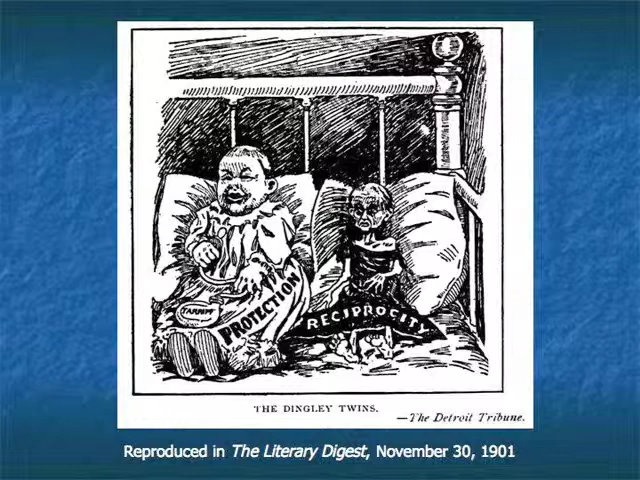 TARIFF
PROTECTION
RECIPROCITY
THE DINGLEY TWINS.
—The Detroit Tribune.
Reproduced in The Literary Digest, November 30, 1901